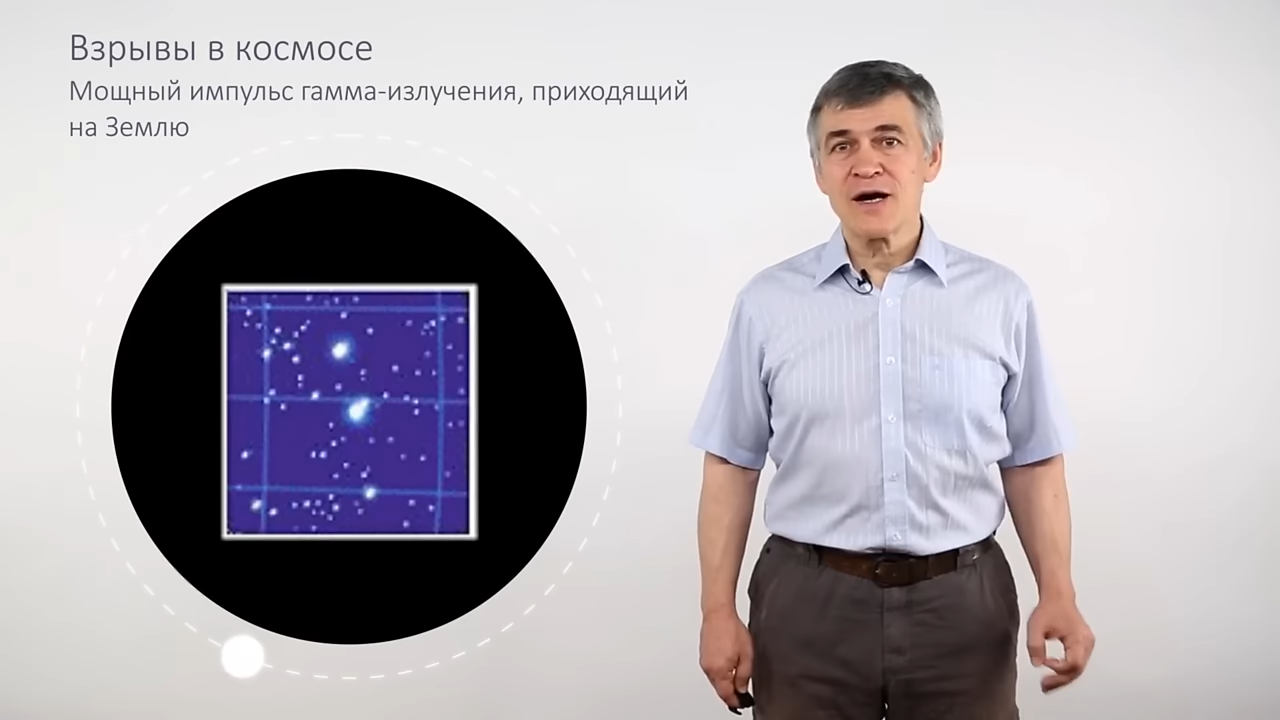 Взрывы в космосе
Мощный импульс гамма-излучения, приходящий
на Землю